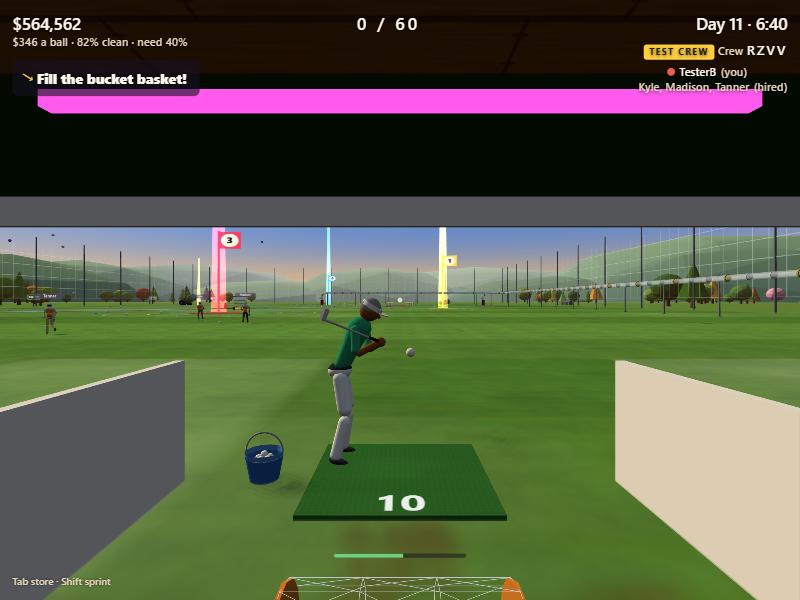 $564,562
$346 a ball · 82% clean · need 40%
0 / 60
Day 11 · 6:40
TEST CREW Crew RZVV
TesterB (you)
Kyle, Madison, Tanner (hired)
Fill the bucket basket!
3
1
Tanner
10
Tab store · Shift sprint